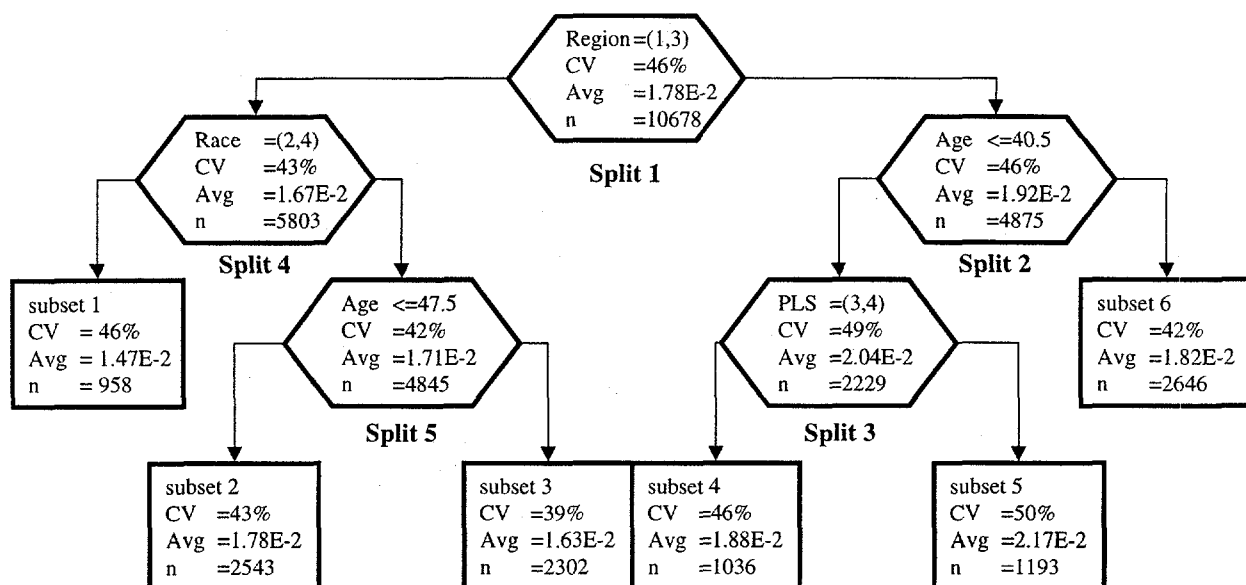 Region =(1,3)
CV =46%
Avg =1.78E-2
n =10678
Split 1
Race =(2,4)
CV =43%
Avg =1.67E-2
n =5803
Split 4
Age <=40.5
CV =46%
Avg =1.92E-2
n =4875
Split 2
subset 1
CV = 46%
Avg = 1.47E-2
n = 958
Age <=47.5
CV =42%
Avg =1.71E-2
n =4845
Split 5
PLS =(3,4)
CV =49%
Avg =2.04E-2
n =2229
Split 3
subset 6
CV = 42%
Avg = 1.82E-2
n = 2646
subset 2
CV =43%
Avg =1.78E-2
n =2543
subset 3
CV =39%
Avg =1.63E-2
n =2302
subset 4
CV =46%
Avg =1.88E-2
n =1036
subset 5
CV =50%
Avg =2.17E-2
n =1193